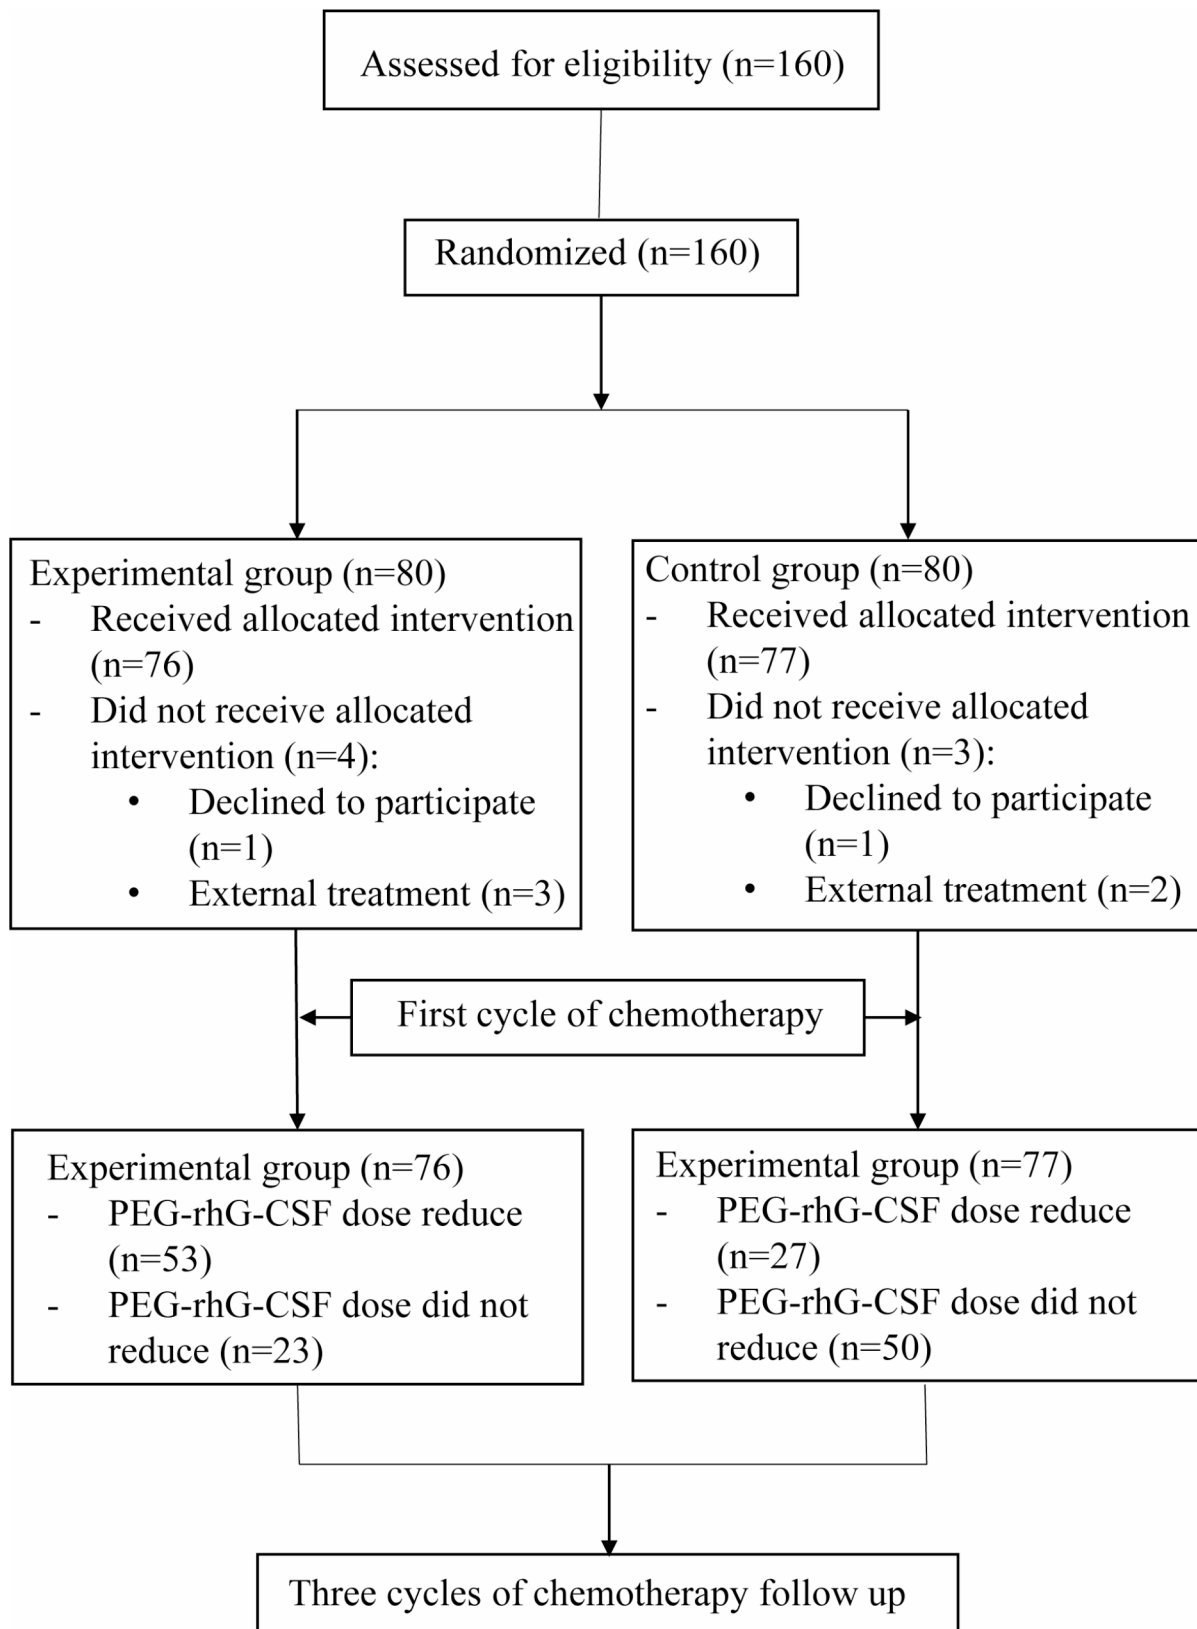 Assessed for eligibility (n=160)
Randomized (n=160)
Experimental group (n=80)
- Received allocated intervention
(n=76)
- Did not receive allocated
intervention (n=4):
• Declined to participate
(n=1)
• External treatment (n=3)
Control group (n=80)
- Received allocated intervention
(n=77)
- Did not receive allocated
intervention (n=3):
• Declined to participate
(n=1)
• External treatment (n=2)
First cycle of chemotherapy
Experimental group (n=76)
- PEG-rhG-CSF dose reduce
(n=53)
- PEG-rhG-CSF dose did not
reduce (n=23)
Experimental group (n=77)
- PEG-rhG-CSF dose reduce
(n=27)
- PEG-rhG-CSF dose did not
reduce (n=50)
Three cycles of chemotherapy follow up